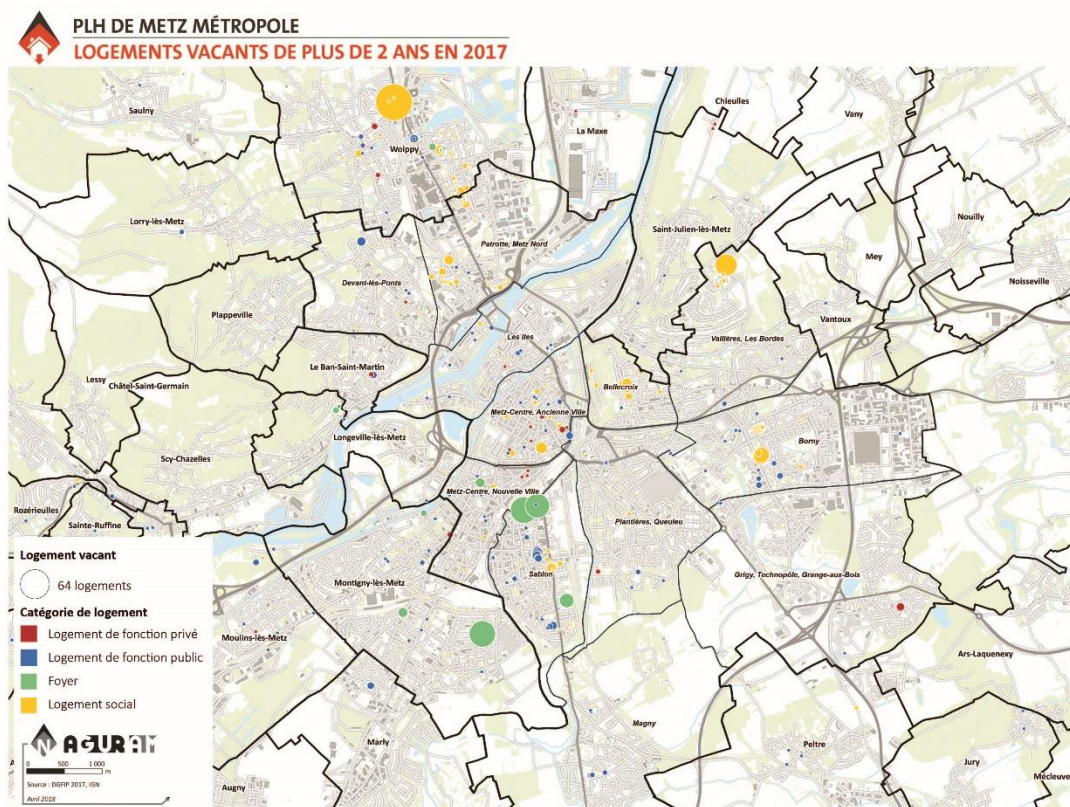 PLH DE METZ MÉTROPOLE
LOGEMENTS VACANTS DE PLUS DE 2 ANS EN 2017
Saulny
Woippy
La Maxe
Chieulles
Vany
Lorry-lès-Metz
Patrotte, Metz Nord
Saint-Julien-lès-Metz
Nouilly
Mey
Noisseville
Devant-lès-Ponts
Plappeville
Vantoux
Les Iles
Vallières, Les Bordes
Le Ban-Saint-Martin
Lessy
Châtel-Saint-Germain
Bellecroix
Metz-Centre, Ancienne Ville
Longeville-lès-Metz
Borny
Scy-Chazelles
Metz-Centre, Nouvelle Ville
Rozérieulles
Sainte-Ruffine
Plantières, Queuleu
Logement vacant
64 logements
Montigny-lès-Metz
Sablon
Grigy, Technopôle, Grange-aux-Bois
Catégorie de logement
Logement de fonction privé
Moulins-lès-Metz
Logement de fonction public
Ars-Laquenexy
Foyer
Logement social
Magny
N AGURAM
Marly
Peltre
0 500 1 000
m
Jury
Mécleuves
Source : DGFIP 2017, IGN
Augny
Avril 2018